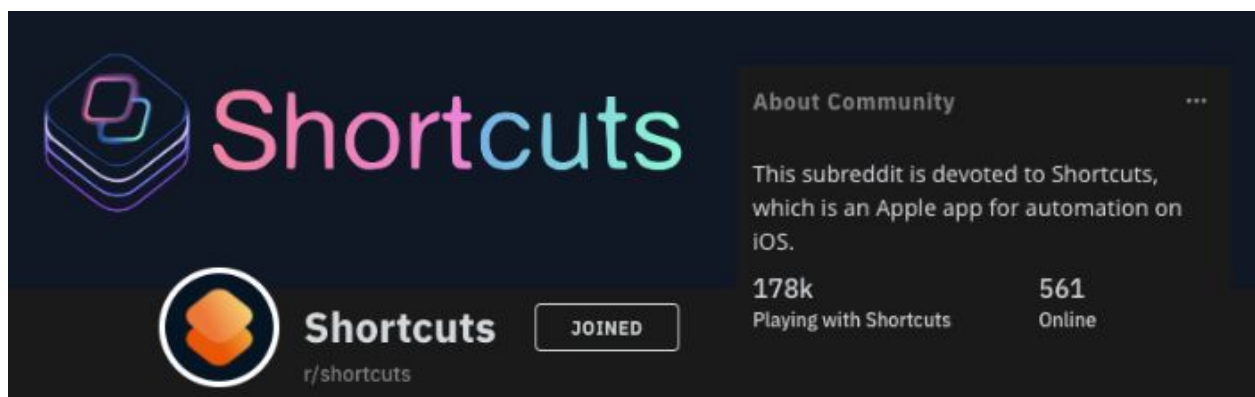 Shortcuts
Shortcuts
JOINED
r/shortcuts
About Community
This subreddit is devoted to Shortcuts,
which is an Apple app for automation on
iOS.
178k
561
Playing with Shortcuts
Online